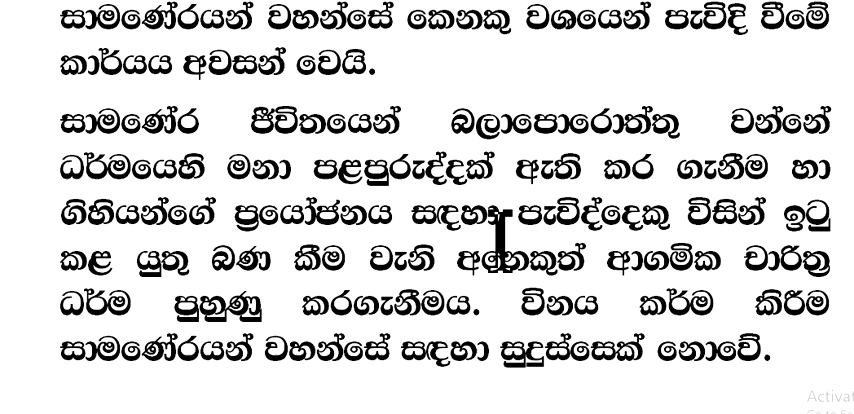 සාමණේරයන් වහන්සේ කෙනකු වශයෙන් පැවිදි වීමේ
කාර්යය අවසන් වෙයි.
සාමණේර ජීවිතයෙන් බලාපොරොත්තු වන්නේ
ධර්මයෙහි මනා පළපුරුද්දක් ඇති කර ගැනීම හා
ගිහියන්ගේ ප්‍රයෝජනය සඳහා පැවිද්දෙකු විසින් ඉටු
කළ යුතු බණ කීම වැනි අනෙකුත් ආගමික චාරිත්‍ර
ධර්ම පුහුණු කරගැනීමය. විනය කර්ම කිරීම
සාමණේරයන් වහන්සේ සඳහා සුදුස්සෙක් නොවේ.
Activat